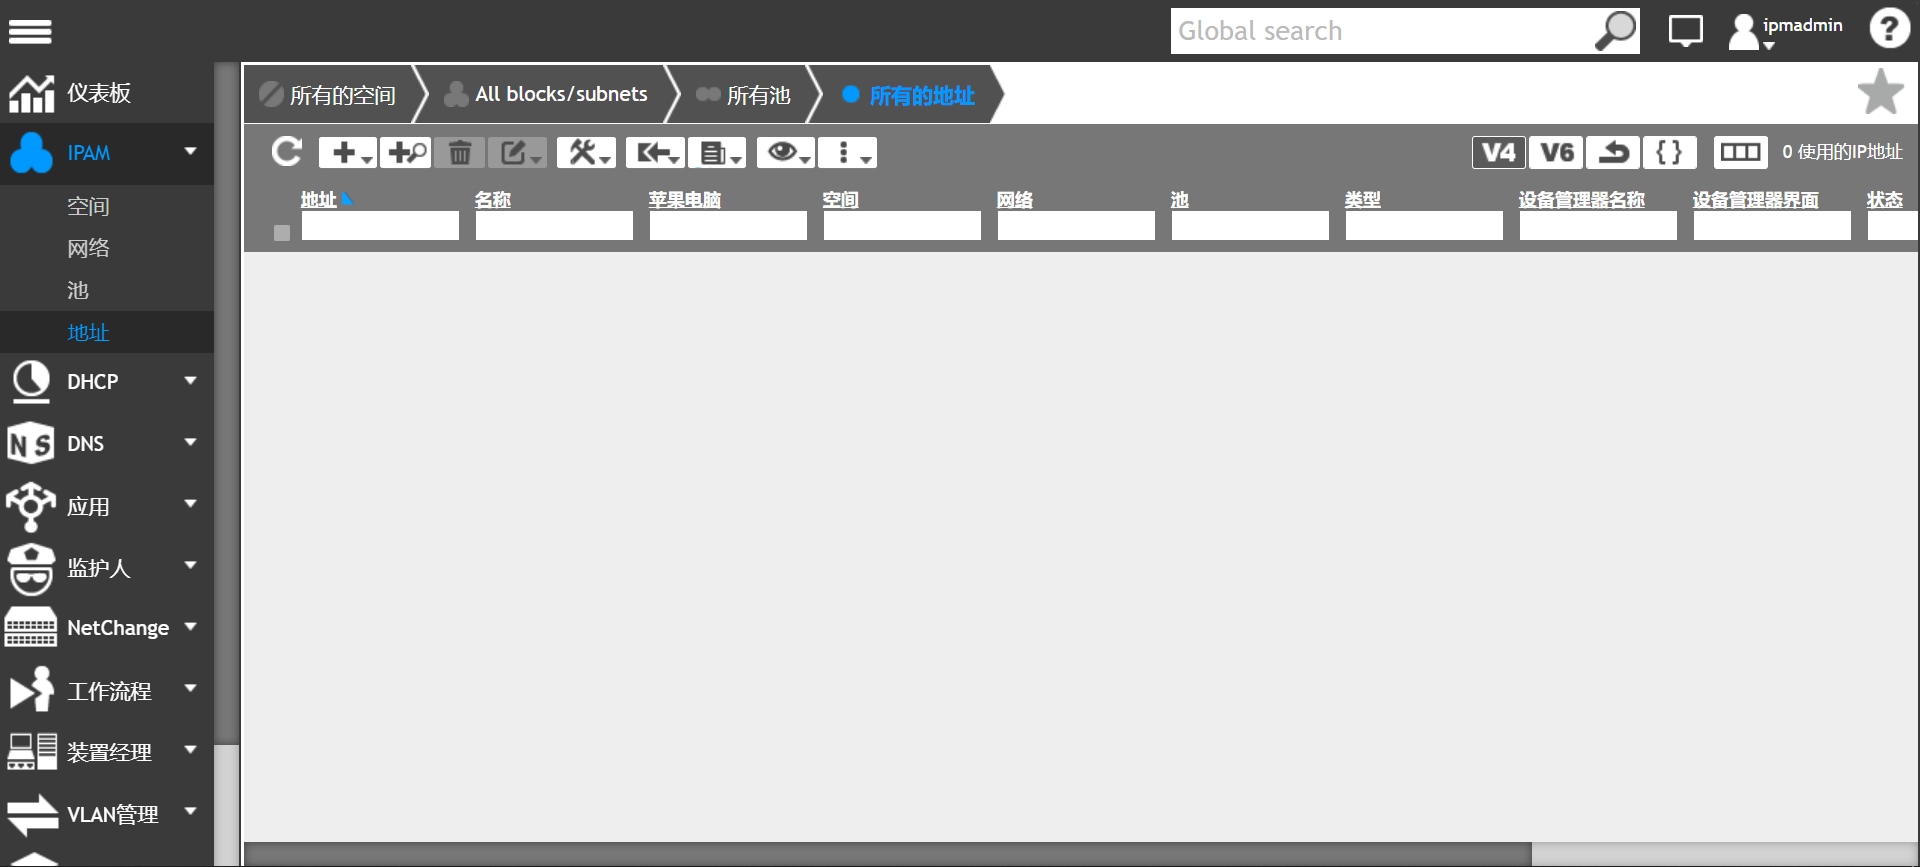 Global search
ipmadmin
?
仪表板
IPAM
空间
网络
池
地址
DHCP
NS DNS
应用
监护人
NetChange
工作流程
装置经理
VLAN管理
所有的空间 All blocks/subnets 所有池 所有的地址
V4 V6 { } 0 使用的IP地址
地址 名称 苹果电脑 空间 网络 池 类型 设备管理器名称 设备管理器界面 状态